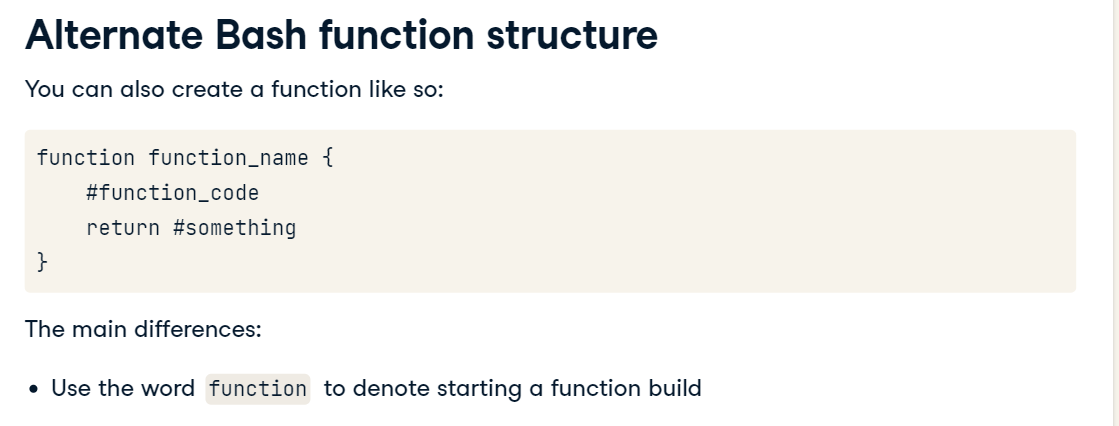 Alternate Bash function structure
You can also create a function like so:
function function_name {
    #function_code
    return #something
}
The main differences:
• Use the word function to denote starting a function build